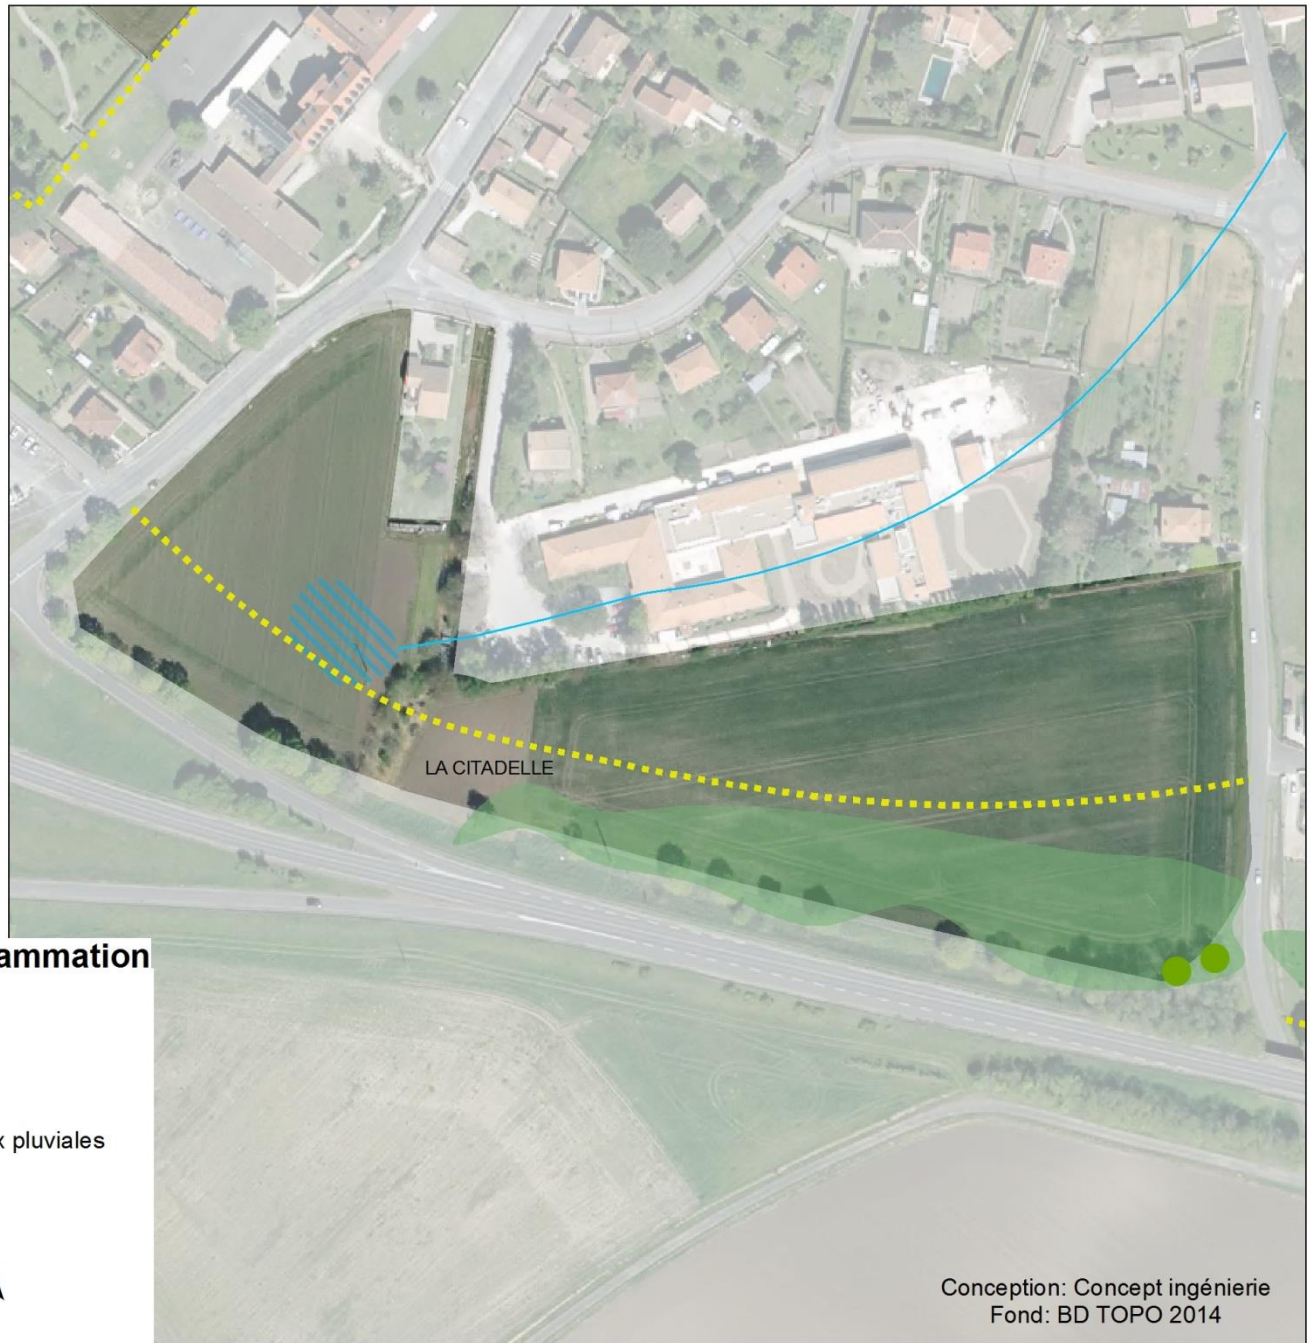 LA CITADELLE
ammation
pluviales
Conception: Concept ingénierie
Fond: BD TOPO 2014